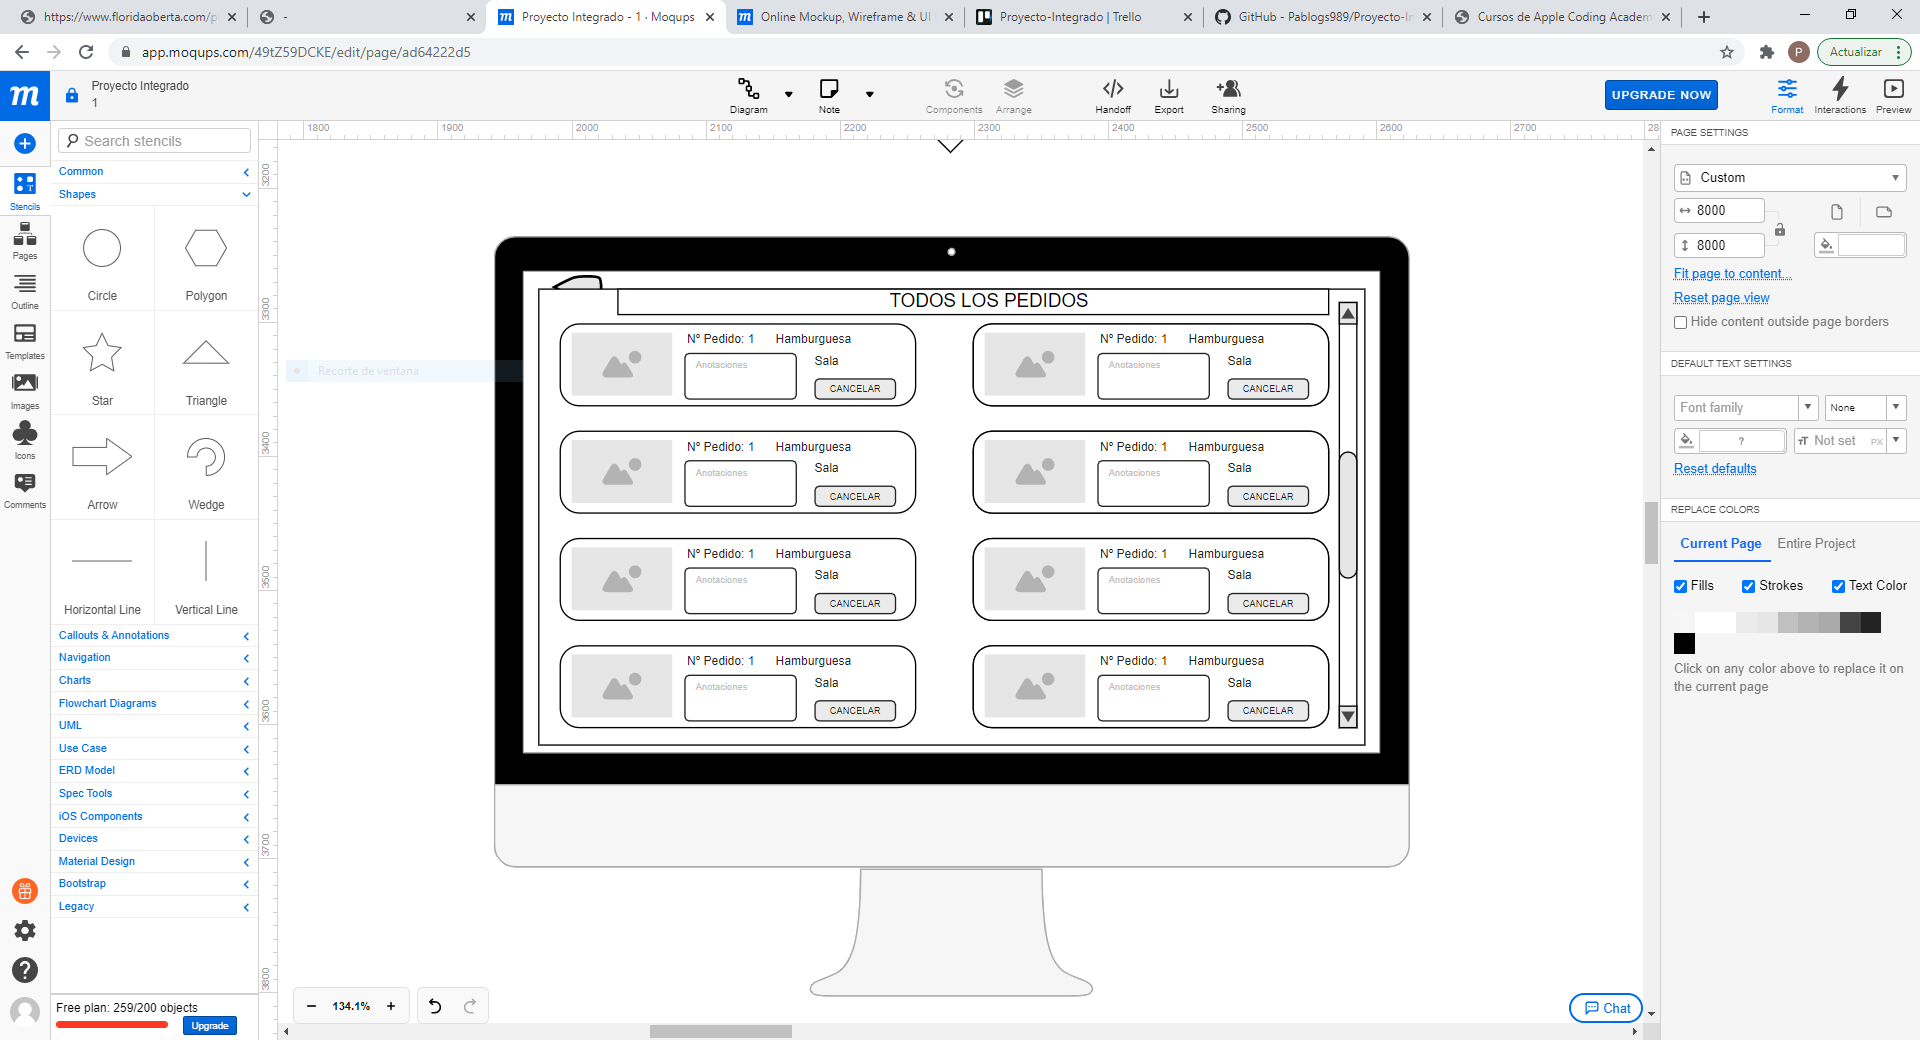 https://www.floridaoberta.com/pl
-
Proyecto Integrado - 1 · Moqups
Online Mockup, Wireframe & UI
Proyecto-Integrado | Trello
GitHub - Pablogs989/Proyecto-In
Cursos de Apple Coding Academ
app.moqups.com/49tZ59DCKE/edit/page/ad64222d5
P
Actualizar
m
Proyecto Integrado
1
Diagram
Note
Components
Arrange
Handoff
Export
Sharing
UPGRADE NOW
Format
Interactions
Preview
Stencils
Pages
Outline
Templates
Images
Icons
Comments
Search stencils
Common
Shapes
Circle
Polygon
Star
Triangle
Arrow
Wedge
Horizontal Line
Vertical Line
Callouts & Annotations
Navigation
Charts
Flowchart Diagrams
UML
Use Case
ERD Model
Spec Tools
iOS Components
Devices
Material Design
Bootstrap
Legacy
Free plan: 259/200 objects
Upgrade
1800
1900
2000
2100
2200
2300
2400
2500
2600
2700
28
3200
3300
3400
3500
3600
3700
3800
Recorte de ventana
TODOS LOS PEDIDOS
Nº Pedido: 1 Hamburguesa
Anotaciones
Sala
CANCELAR
Nº Pedido: 1 Hamburguesa
Anotaciones
Sala
CANCELAR
Nº Pedido: 1 Hamburguesa
Anotaciones
Sala
CANCELAR
Nº Pedido: 1 Hamburguesa
Anotaciones
Sala
CANCELAR
Nº Pedido: 1 Hamburguesa
Anotaciones
Sala
CANCELAR
Nº Pedido: 1 Hamburguesa
Anotaciones
Sala
CANCELAR
Nº Pedido: 1 Hamburguesa
Anotaciones
Sala
CANCELAR
Nº Pedido: 1 Hamburguesa
Anotaciones
Sala
CANCELAR
134.1%
Chat
PAGE SETTINGS
Custom
8000
8000
Fit page to content...
Reset page view
Hide content outside page borders
DEFAULT TEXT SETTINGS
Font family
None
?
Not set PX
Reset defaults
REPLACE COLORS
Current Page
Entire Project
Fills
Strokes
Text Color
Click on any color above to replace it on
the current page